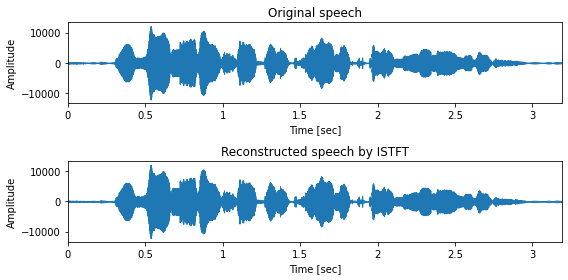 Original speech
10000
0
−10000
Amplitude
0 0.5 1 1.5 2 2.5 3
Time [sec]
Reconstructed speech by ISTFT
10000
0
−10000
Amplitude
0 0.5 1 1.5 2 2.5 3
Time [sec]